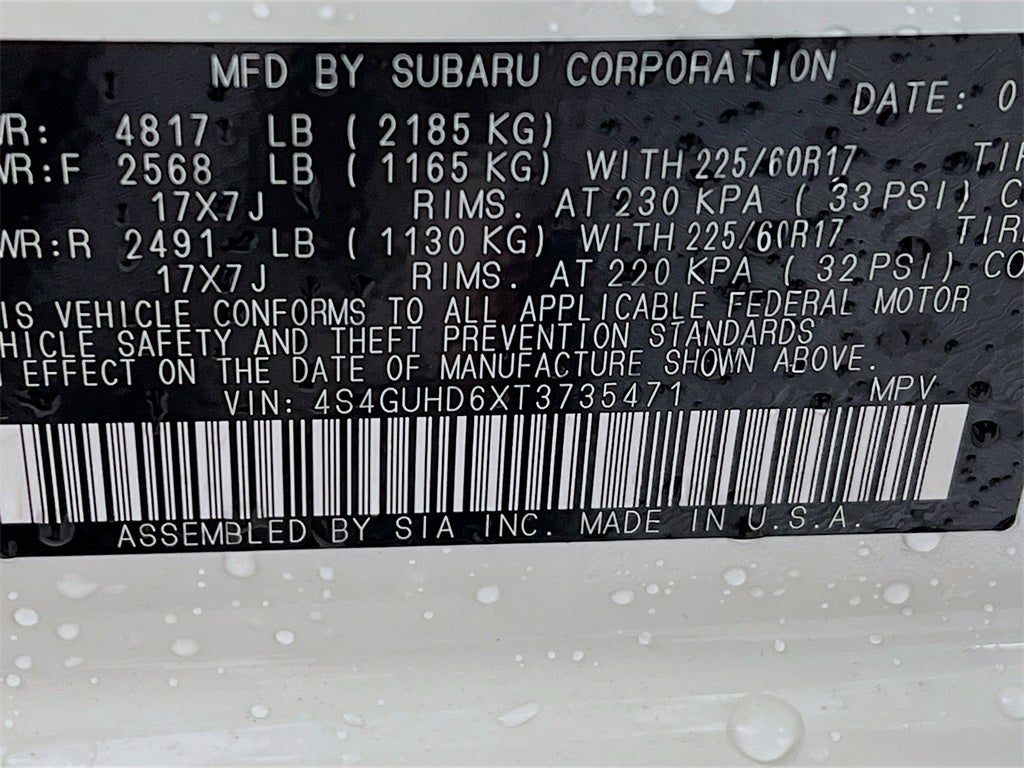 MFD BY SUBARU CORPORATION
DATE: 0
WR: 4817 LB ( 2185 KG)
WR:F 2568 LB ( 1165 KG) WITH 225/60R17 TIR
17X7J RIMS. AT 230 KPA ( 33 PSI) C
WR:R 2491 LB ( 1130 KG) WITH 225/60R17 TIR
17X7J RIMS. AT 220 KPA ( 32 PSI) CO
IS VEHICLE CONFORMS TO ALL APPLICABLE FEDERAL MOTOR
HICLE SAFETY AND THEFT PREVENTION STANDARDS
EFFECT ON THE DATE OF MANUFACTURE SHOWN ABOVE.
VIN: 4S4GUHD6XT3735471 MPV
ASSEMBLED BY SIA INC. MADE IN U.S.A.